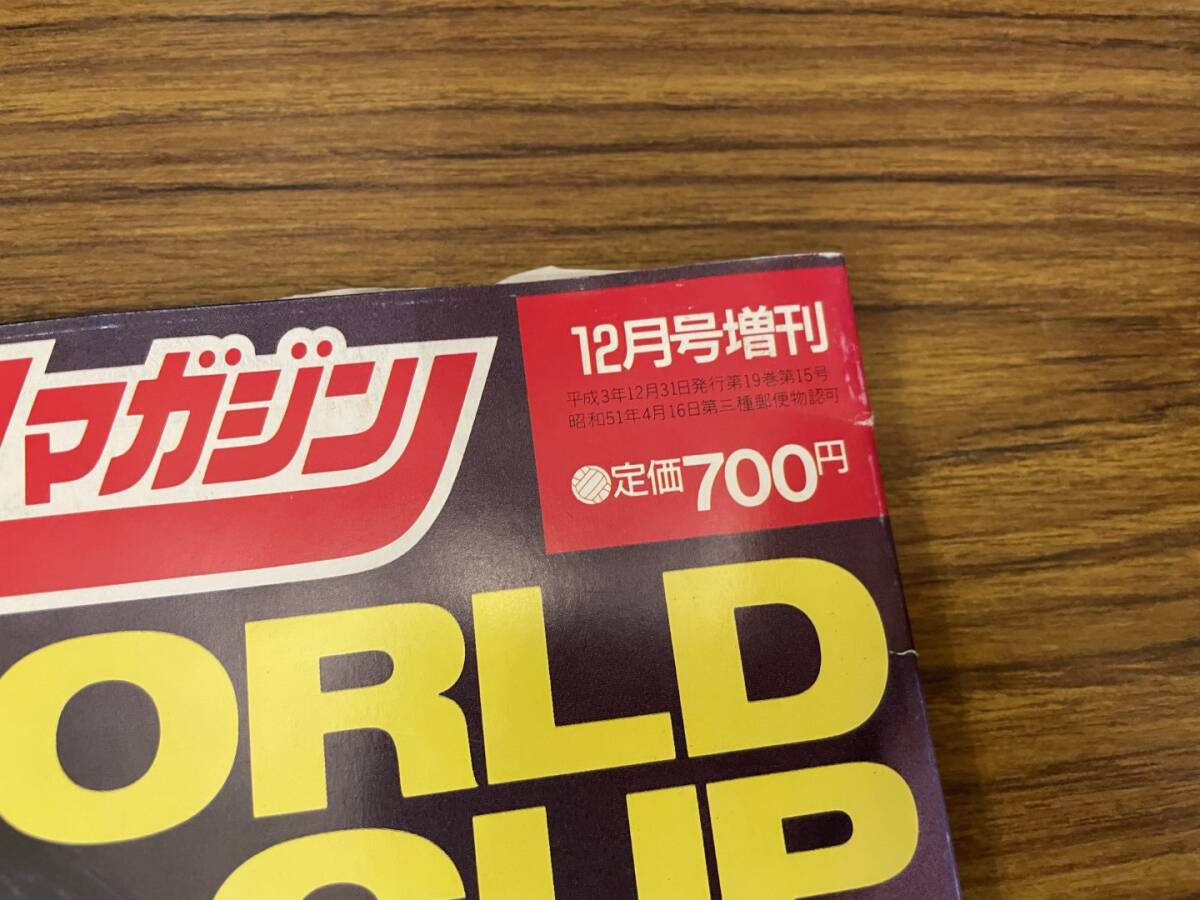 マガジン
12月号増刊
平成3年12月31日発行第19巻第15号
昭和51年4月16日第三種郵便物認可
定価700円
ORLD
CUP